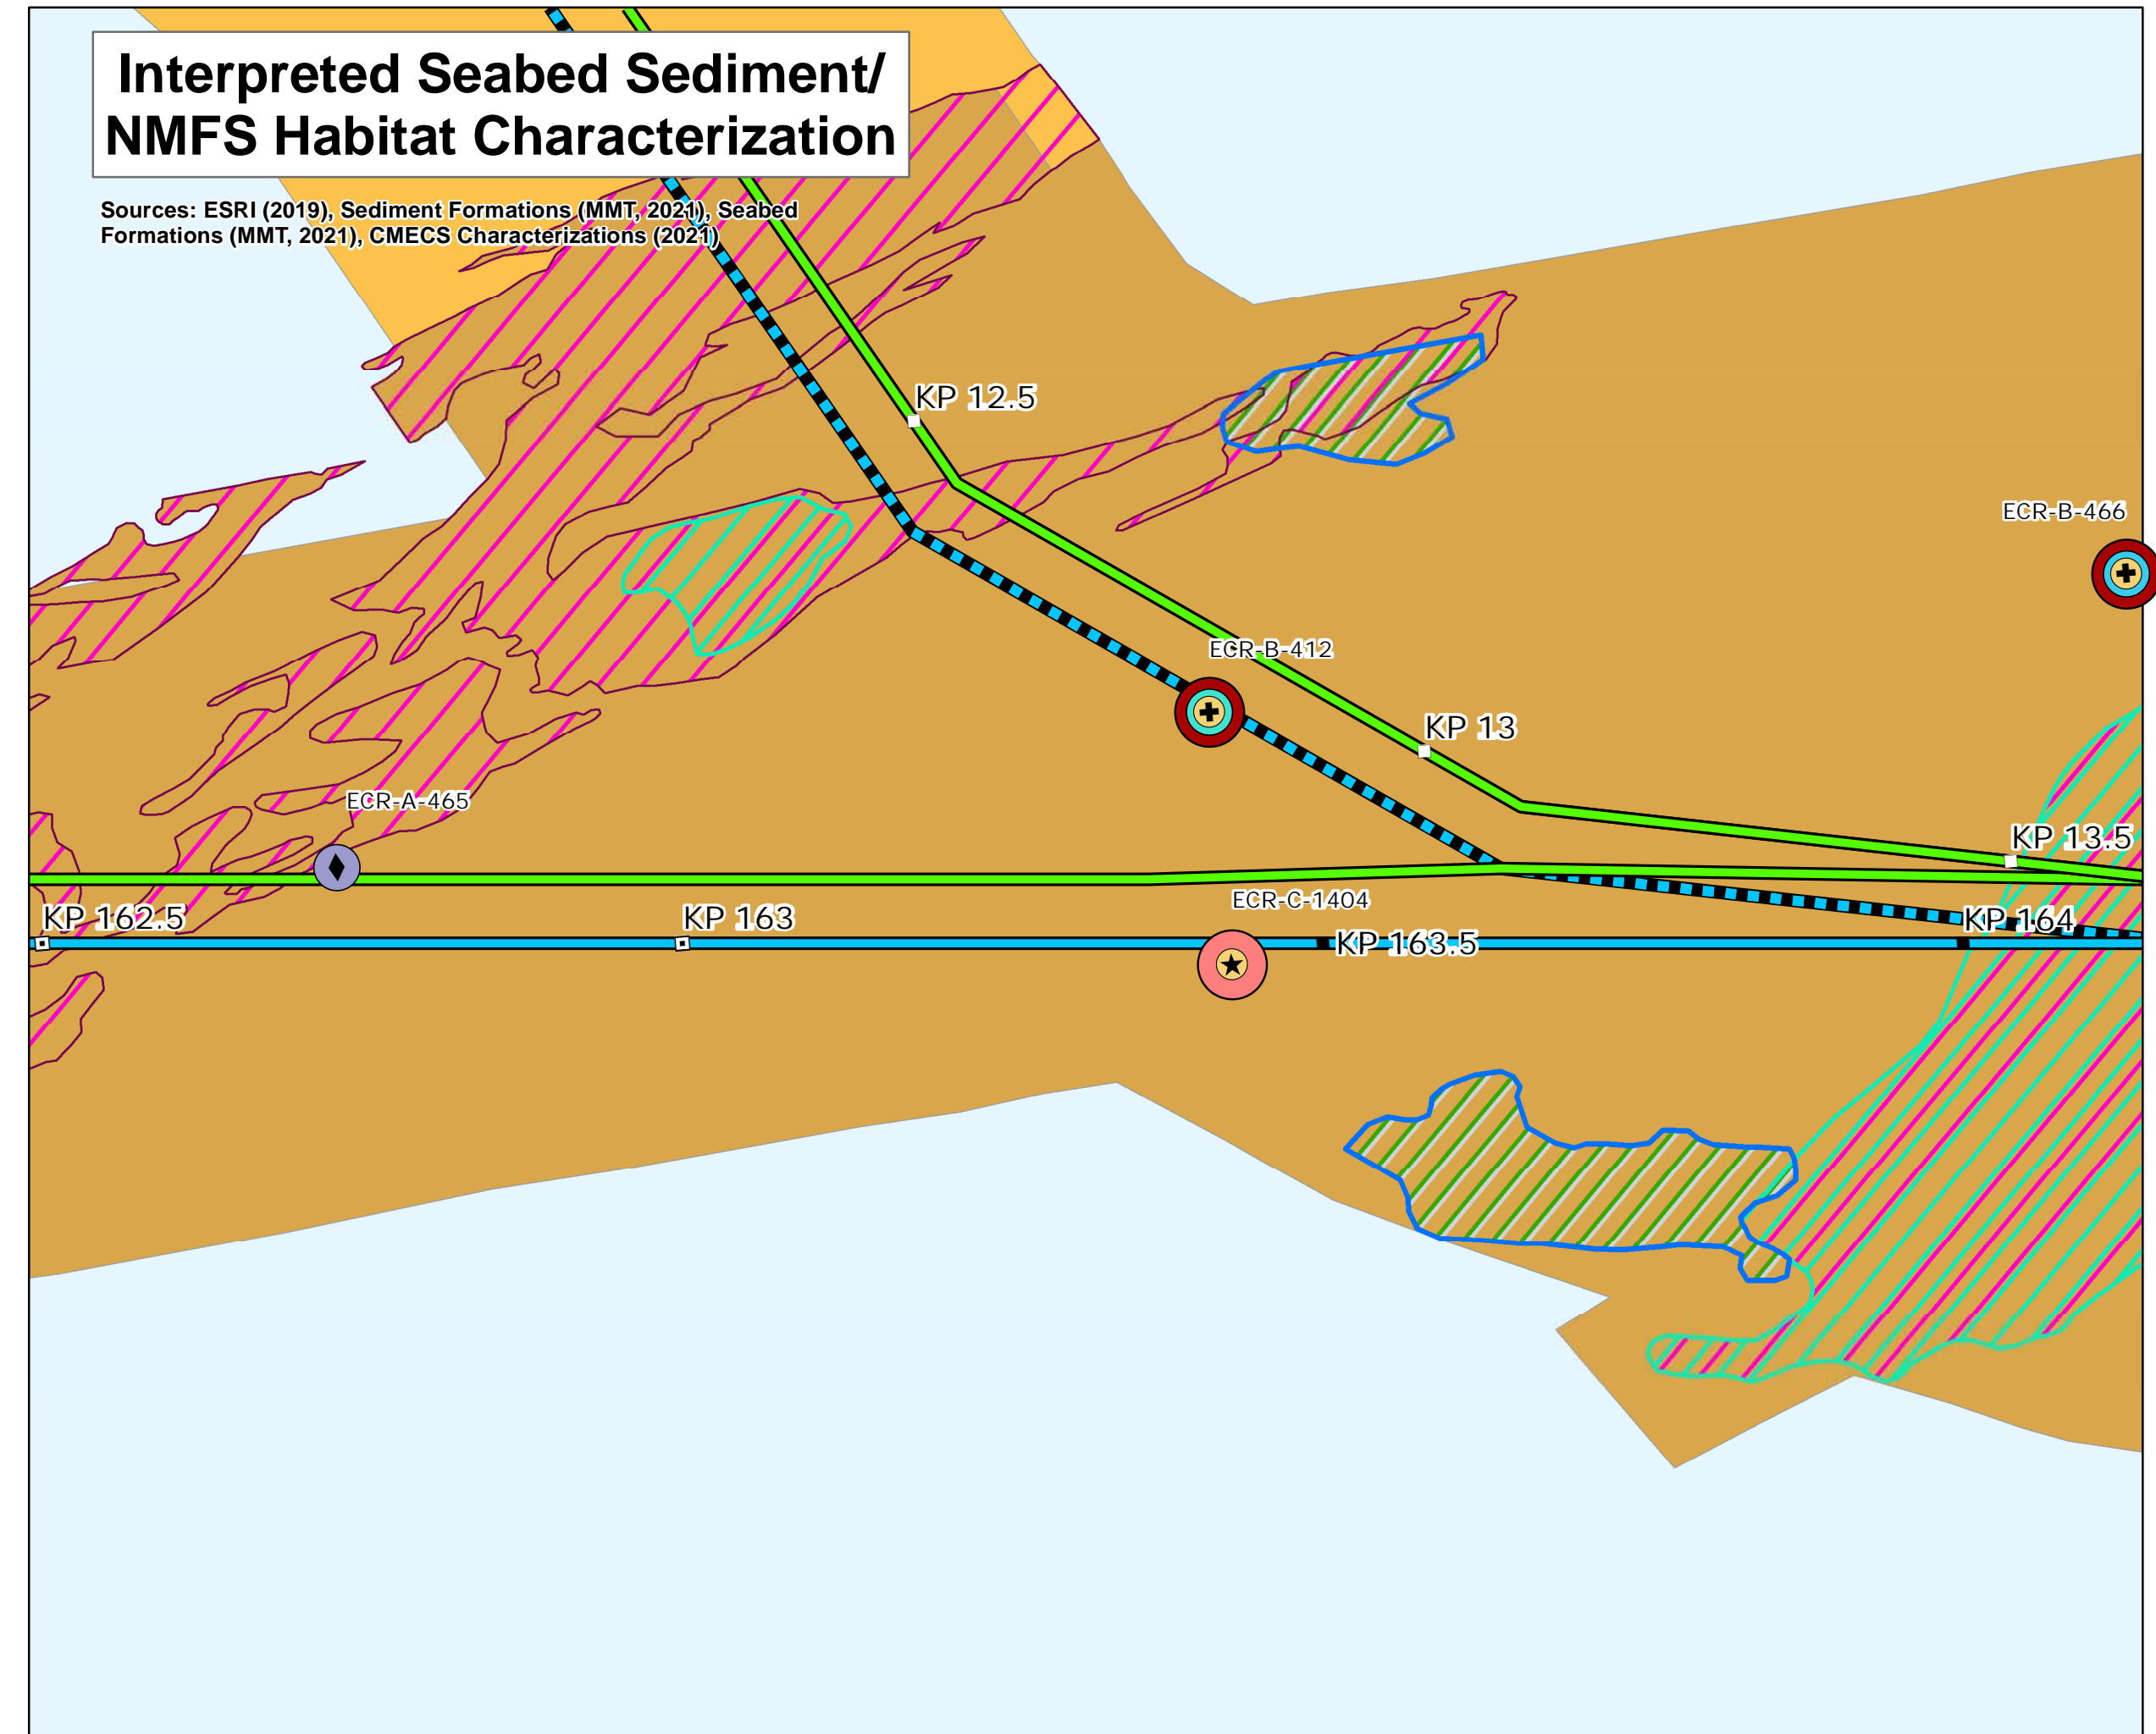 Interpreted Seabed Sediment/
NMFS Habitat Characterization
Sources: ESRI (2019), Sediment Formations (MMT, 2021), Seabed
Formations (MMT, 2021), CMECS Characterizations (2021)
KP 12.5
ECR-B-466
ECR-B-412
KP 13
ECR-A-465
KP 13.5
ECR-C-1404
KP 162.5
KP 163
KP 164
KP 163.5